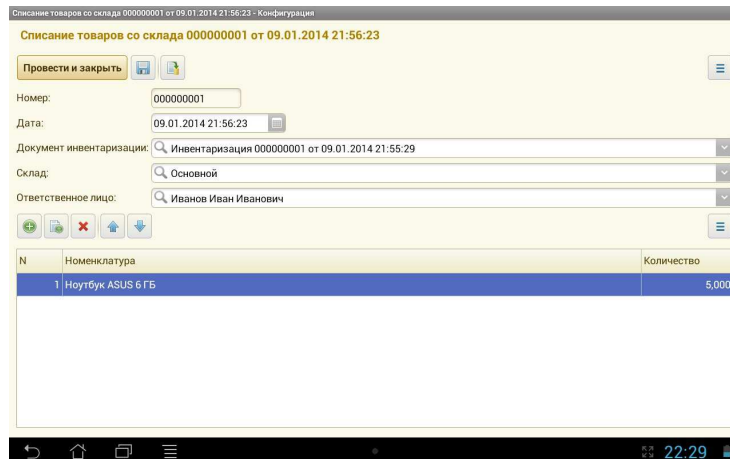 Списание товаров со склада 000000001 от 09.01.2014 21:56:23 – Конфигурация
Списание товаров со склада 000000001 от 09.01.2014 21:56:23
Провести и закрыть
Номер: 000000001
Дата: 09.01.2014 21:56:23
Документ инвентаризации: Инвентаризация 000000001 от 09.01.2014 21:55:29
Склад: Основной
Ответственное лицо: Иванов Иван Иванович
N Номенклатура Количество
1 Ноутбук ASUS 6 ГБ 5,000
22:29